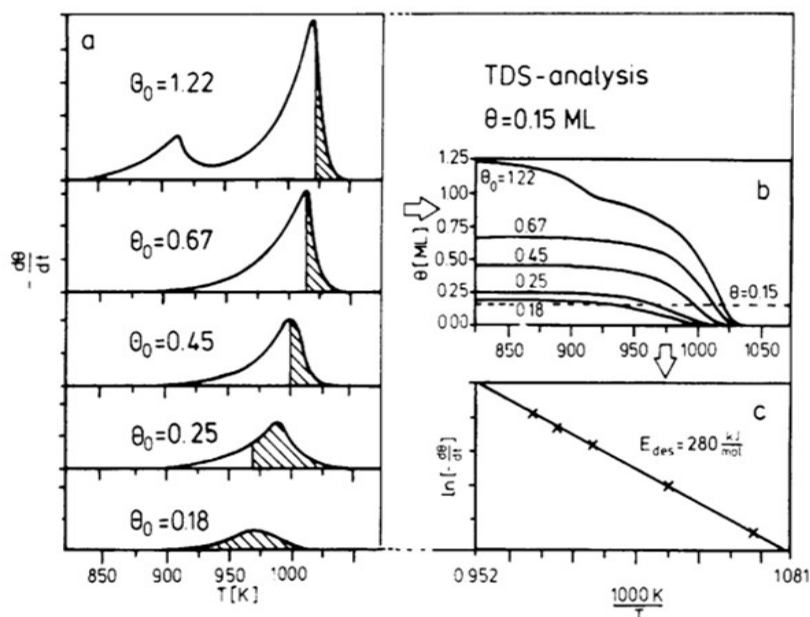 a
θ₀=1.22
θ₀=0.67
θ₀=0.45
θ₀=0.25
θ₀=0.18
- dθ/dt
850 900 950 1000
T [K]
TDS-analysis
θ=0.15 ML
b
1.25
1.00
0.75
0.50
0.25
0.00
θ [ML]
θ₀=1.22
0.67
0.45
0.25
0.18
θ=0.15
850 900 950 1000 1050
c
ln[-dθ/dt]
E des = 280 kJ/mol
0.952 1.081
1000 K
T